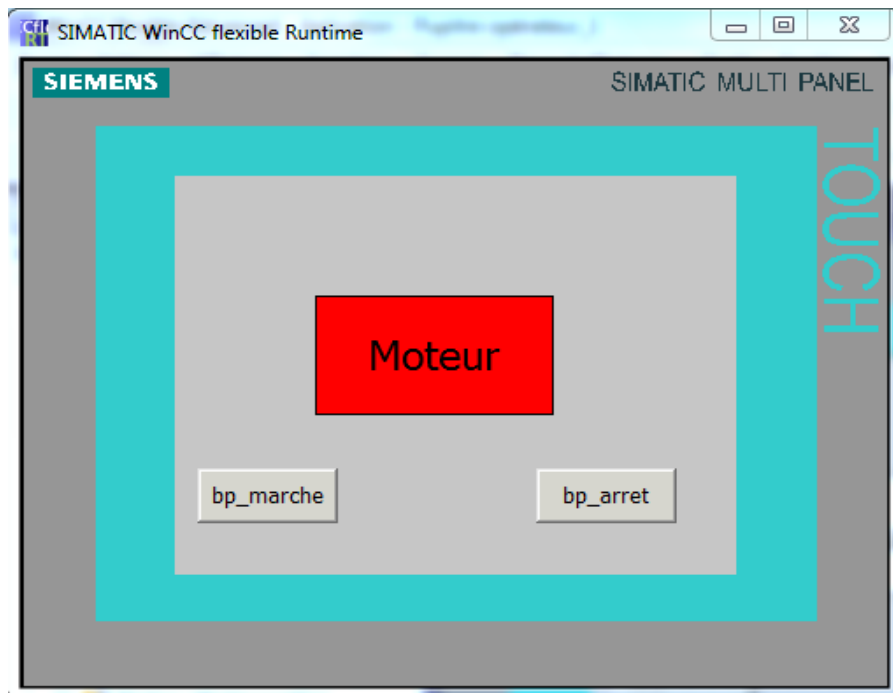 SIMATIC WinCC flexible Runtime
SIEMENS
SIMATIC MULTI PANEL
TOUCH
Moteur
bp_marche
bp_arret